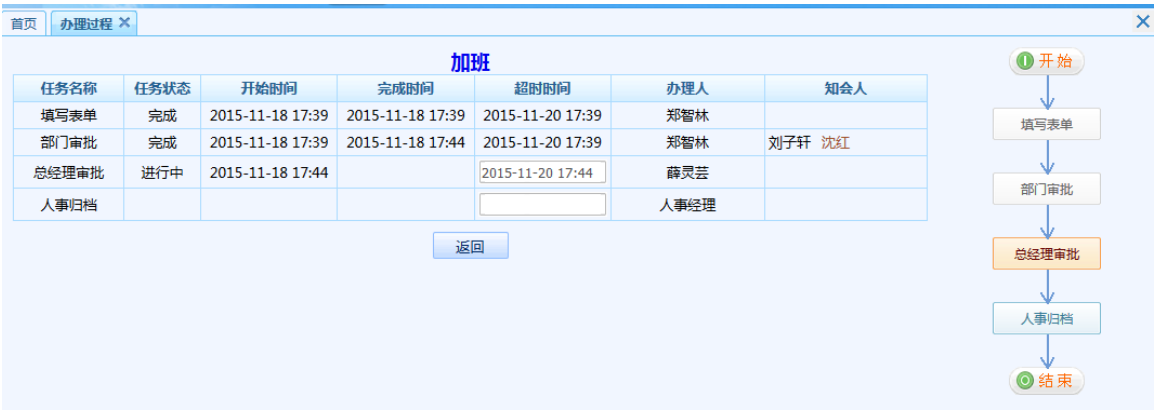 首页 办理过程
加班
任务名称 任务状态 开始时间 完成时间 超时时间 办理人 知会人
填写表单 完成 2015-11-18 17:39 2015-11-18 17:39 2015-11-20 17:39 郑智林
部门审批 完成 2015-11-18 17:39 2015-11-18 17:44 2015-11-20 17:39 郑智林 刘子轩 沈红
总经理审批 进行中 2015-11-18 17:44 2015-11-20 17:44 薛灵芸
人事归档 人事经理
返回
开始
填写表单
部门审批
总经理审批
人事归档
结束